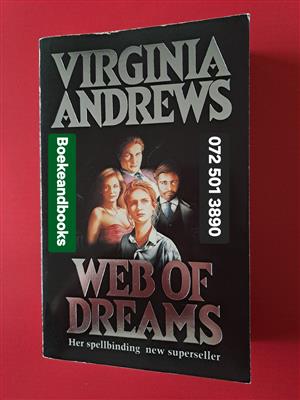 VIRGINIA
ANDREWS
Boekeandbooks
072 501 3890
WEB OF
DREAMS
Her spellbinding new superseller